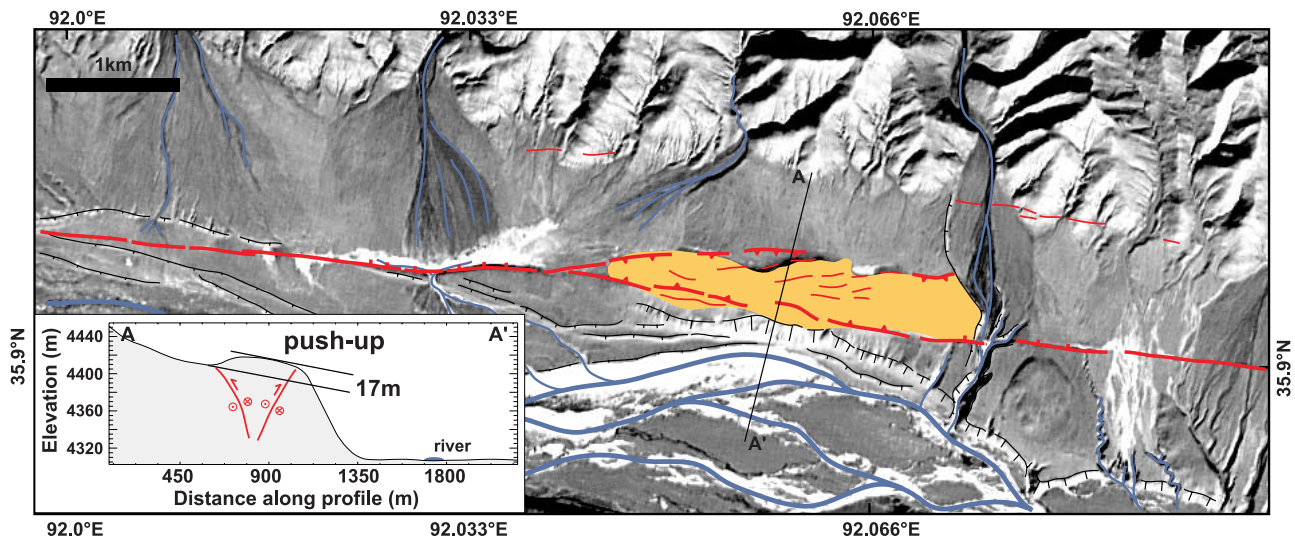 92.0°E 92.033°E 92.066°E
1km
A
35.9°N
35.9°N
A A'
push-up
17m
river
Elevation (m)
4440
4400
4360
4320
450 900 1350 1800
Distance along profile (m)
A'
92.0°E 92.033°E 92.066°E